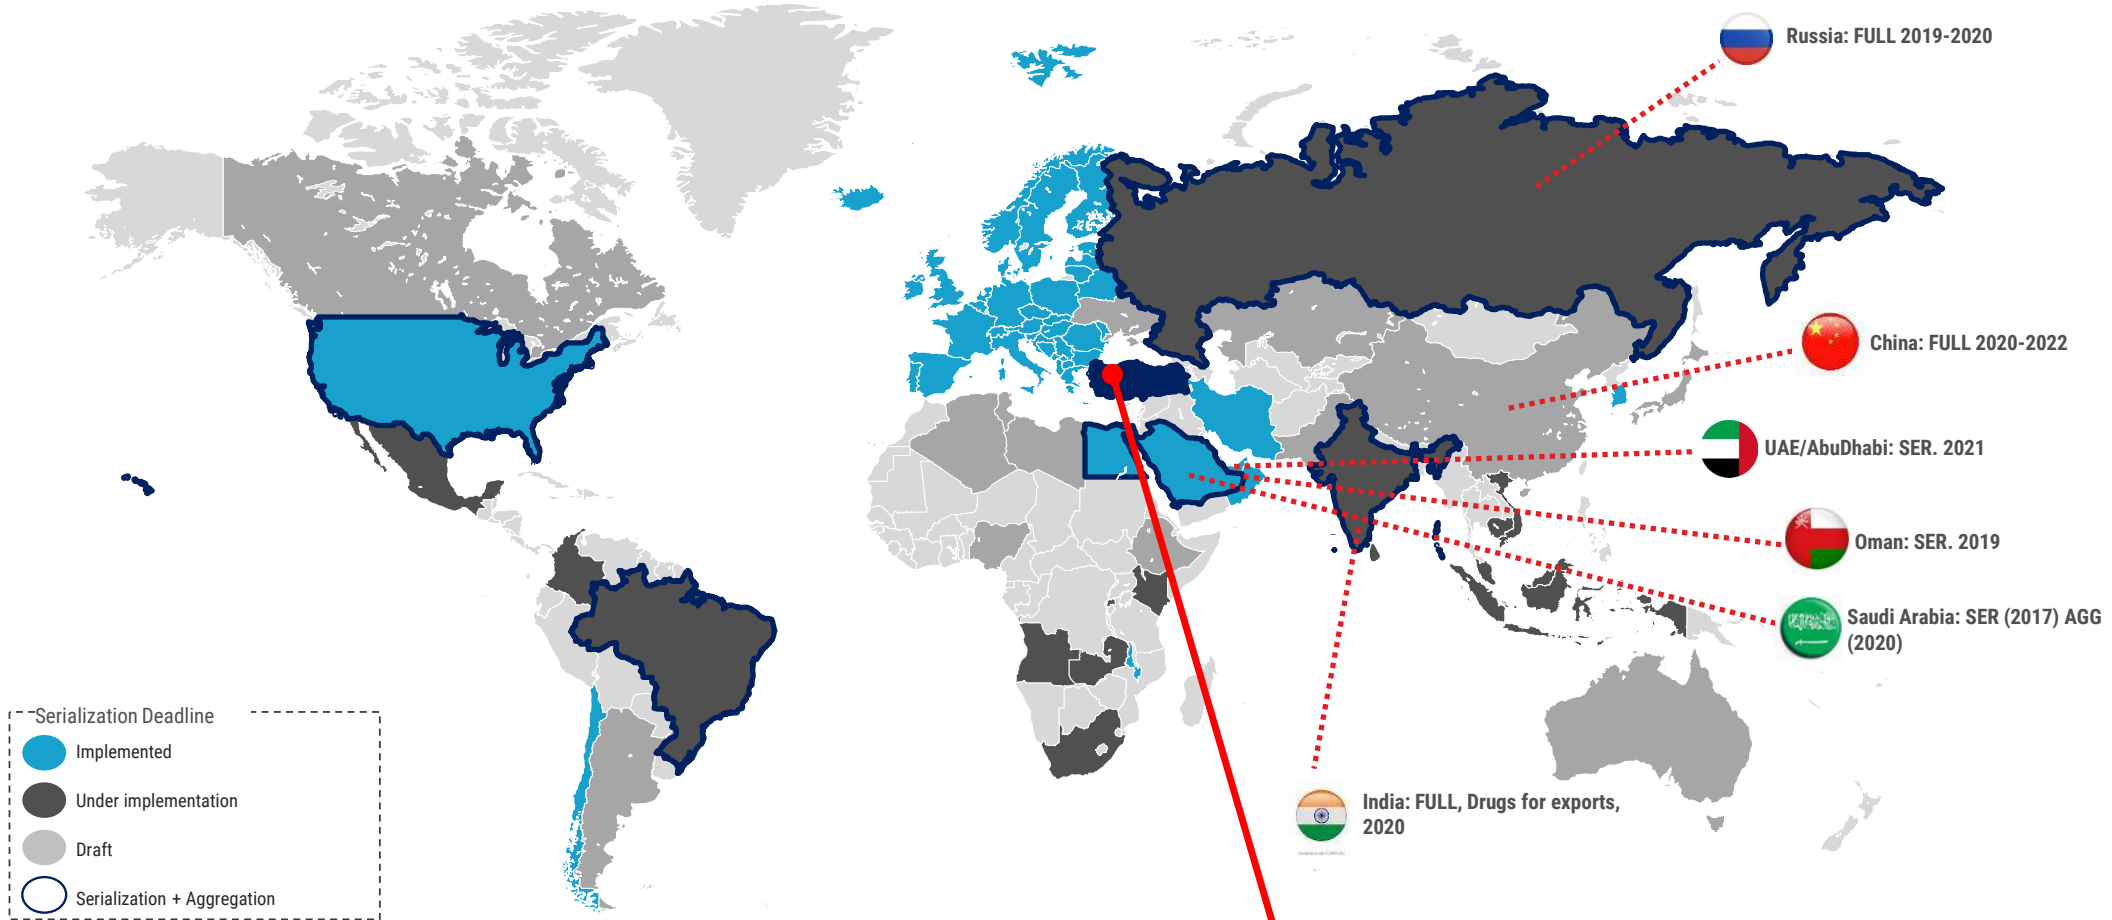 Russia: FULL 2019-2020
China: FULL 2020-2022
UAE/AbuDhabi: SER. 2021
Oman: SER. 2019
Saudi Arabia: SER (2017) AGG
(2020)
India: FULL, Drugs for exports,
2020
Serialization Deadline
Implemented
Under implementation
Draft
Serialization + Aggregation